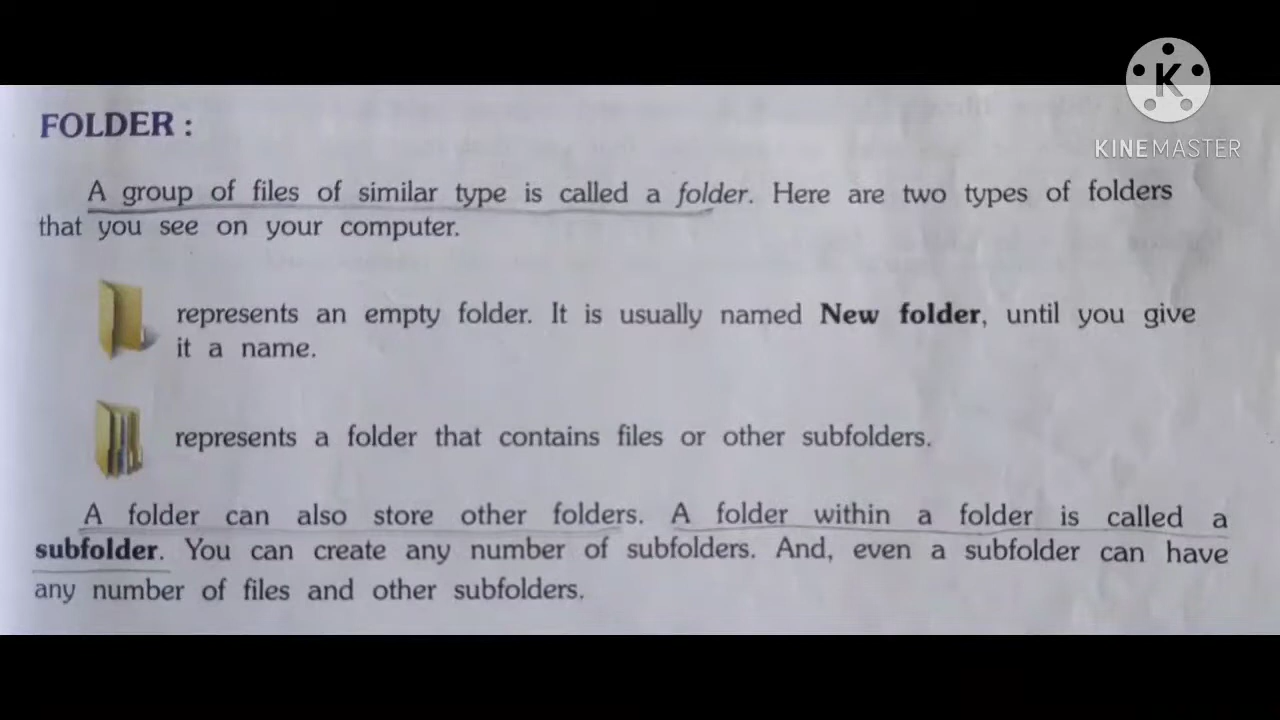 KINEMASTER
FOLDER :
A group of files of similar type is called a folder. Here are two types of folders
that you see on your computer.
represents an empty folder. It is usually named New folder, until you give
it a name.
represents a folder that contains files or other subfolders.
A folder can also store other folders. A folder within a folder is called a
subfolder. You can create any number of subfolders. And, even a subfolder can have
any number of files and other subfolders.